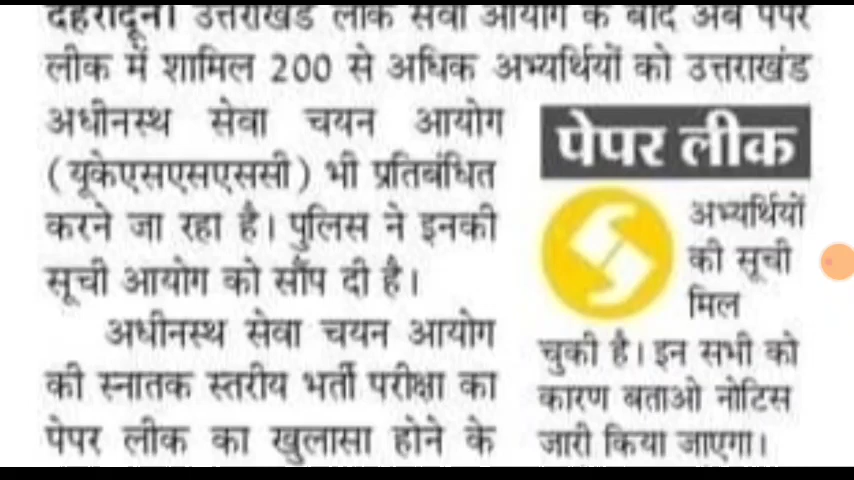 देहरादून। उत्तराखंड लोक सेवा आयोग के बाद अब पेपर
लीक में शामिल 200 से अधिक अभ्यर्थियों को उत्तराखंड
अधीनस्थ सेवा चयन आयोग
(यूकेएसएसएससी) भी प्रतिबंधित
करने जा रहा है। पुलिस ने इनकी
सूची आयोग को सौंप दी है।
अधीनस्थ सेवा चयन आयोग
की स्नातक स्तरीय भर्ती परीक्षा का
पेपर लीक का खुलासा होने के
पेपर लीक
अभ्यर्थियों
की सूची
मिल
चुकी है। इन सभी को
कारण बताओ नोटिस
जारी किया जाएगा।